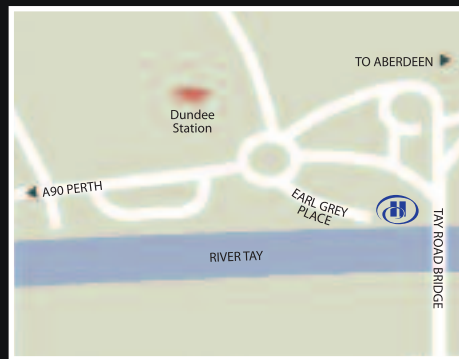 TO ABERDEEN
Dundee
Station
A90 PERTH
EARL GREY
PLACE
TAY ROAD BRIDGE
RIVER TAY